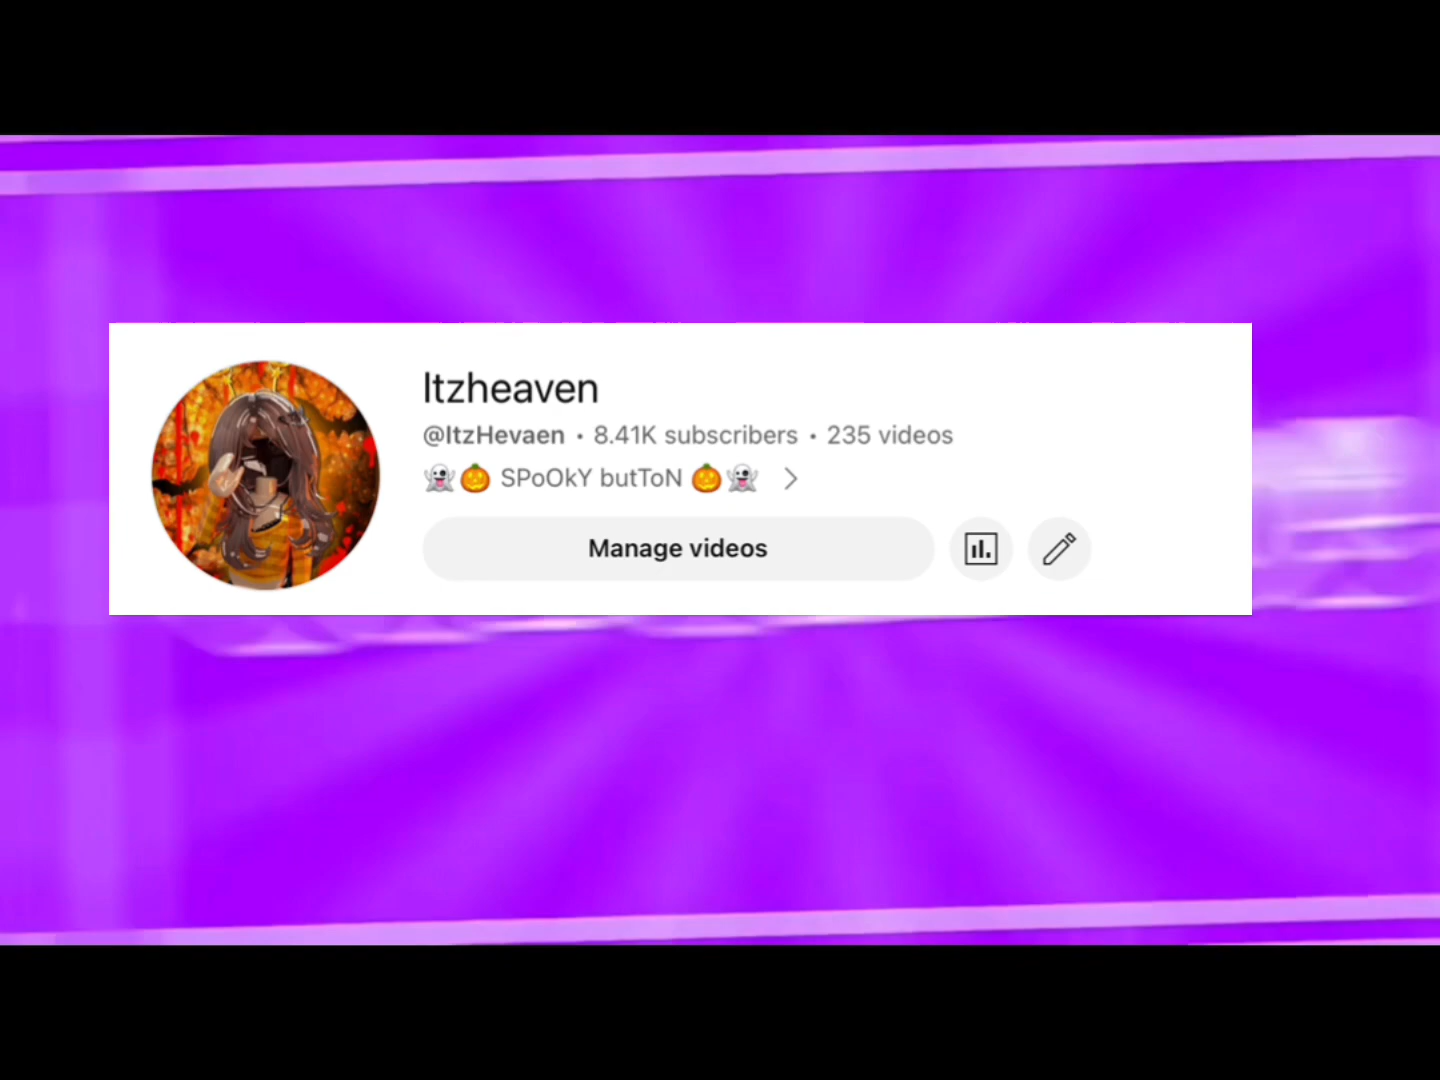 Itzheaven
@ItzHevaen • 8.41K subscribers • 235 videos
👻🎃 SPoOkY butToN 🎃👻 >
Manage videos